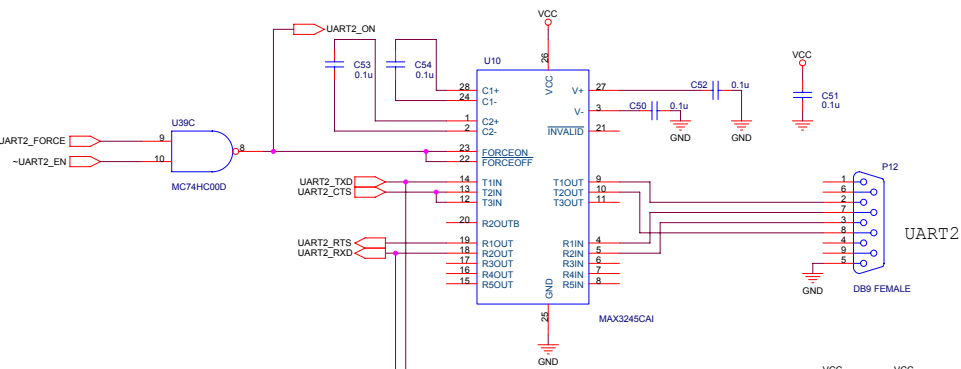 VCC
UART2_ON
C53
0.1u
C54
0.1u
U10
26
VCC
28
C1+
24
C1-
1
C2+
2
C2-
V+
27
V-
3
INVALID
21
C52
0.1u
GND
C50
0.1u
GND
VCC
C51
0.1u
GND
U39C
UART2_FORCE
9
~UART2_EN
10
8
MC74HC00D
23
FORCEON
22
FORCEOFF
UART2_TXD
14
T1IN
UART2_CTS
13
T2IN
12
T3IN
T1OUT
9
T2OUT
10
T3OUT
11
20
R2OUTB
UART2_RTS
19
R1OUT
UART2_RXD
18
R2OUT
17
R3OUT
16
R4OUT
15
R5OUT
R1IN
4
R2IN
5
R3IN
6
R4IN
7
R5IN
8
GND
25
GND
MAX3245CAI
P12
1
6
2
7
3
8
4
9
5
GND
DB9 FEMALE
UART2
VCC
VCC